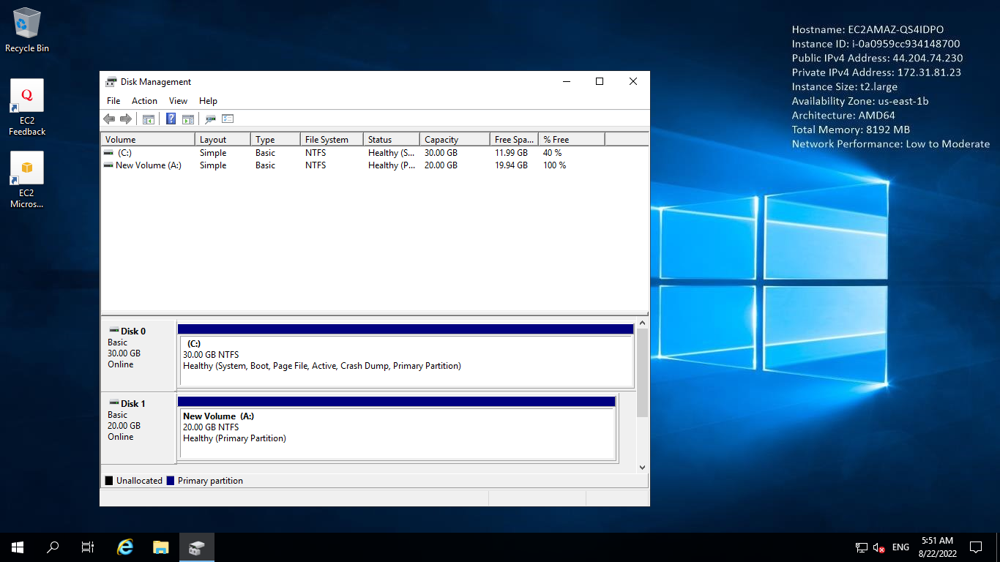 Recycle Bin
EC2
Feedback
EC2
Micros...
Hostname: EC2AMAZ-QS4IDPO
Instance ID: i-0a0959cc934148700
Public IPv4 Address: 44.204.74.230
Private IPv4 Address: 172.31.81.23
Instance Size: t2.large
Availability Zone: us-east-1b
Architecture: AMD64
Total Memory: 8192 MB
Network Performance: Low to Moderate
Disk Management
File Action View Help
Volume Layout Type File System Status Capacity Free Spa... % Free
(C:) Simple Basic NTFS Healthy (S... 30.00 GB 11.99 GB 40 %
New Volume (A:) Simple Basic NTFS Healthy (P... 20.00 GB 19.94 GB 100 %
Disk 0
Basic
30.00 GB
Online
(C:)
30.00 GB NTFS
Healthy (System, Boot, Page File, Active, Crash Dump, Primary Partition)
Disk 1
Basic
20.00 GB
Online
New Volume (A:)
20.00 GB NTFS
Healthy (Primary Partition)
Unallocated Primary partition
ENG
5:51 AM
8/22/2022